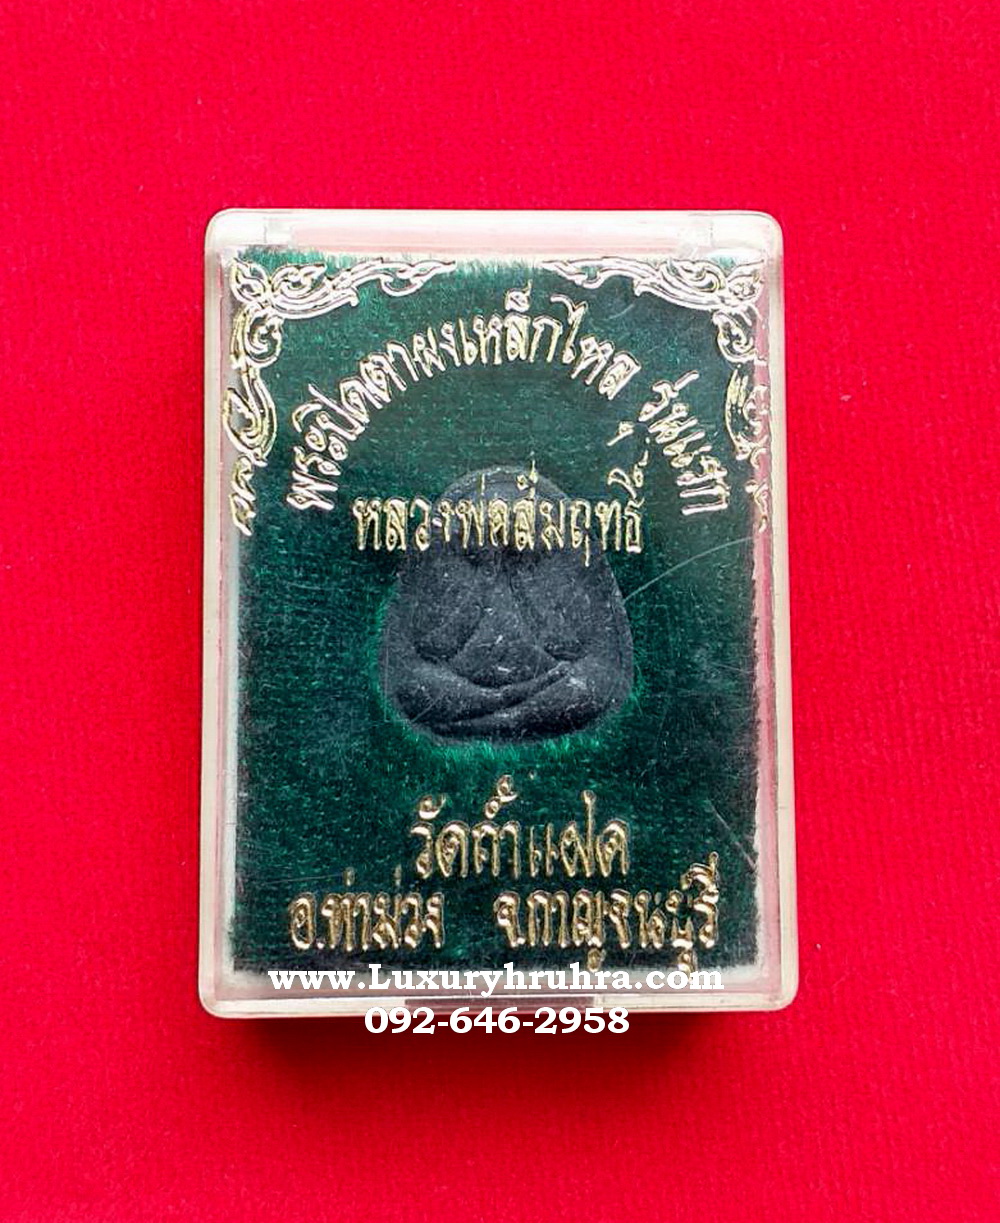 พระปิดตาผงเหล็กไหล รุ่นแรก
หลวงพ่อสัมฤทธิ์
วัดถ้ำแฝด
อ.ท่าม่วง จ.กาญจนบุรี
www.Luxuryhruhra.com
092-646-2958